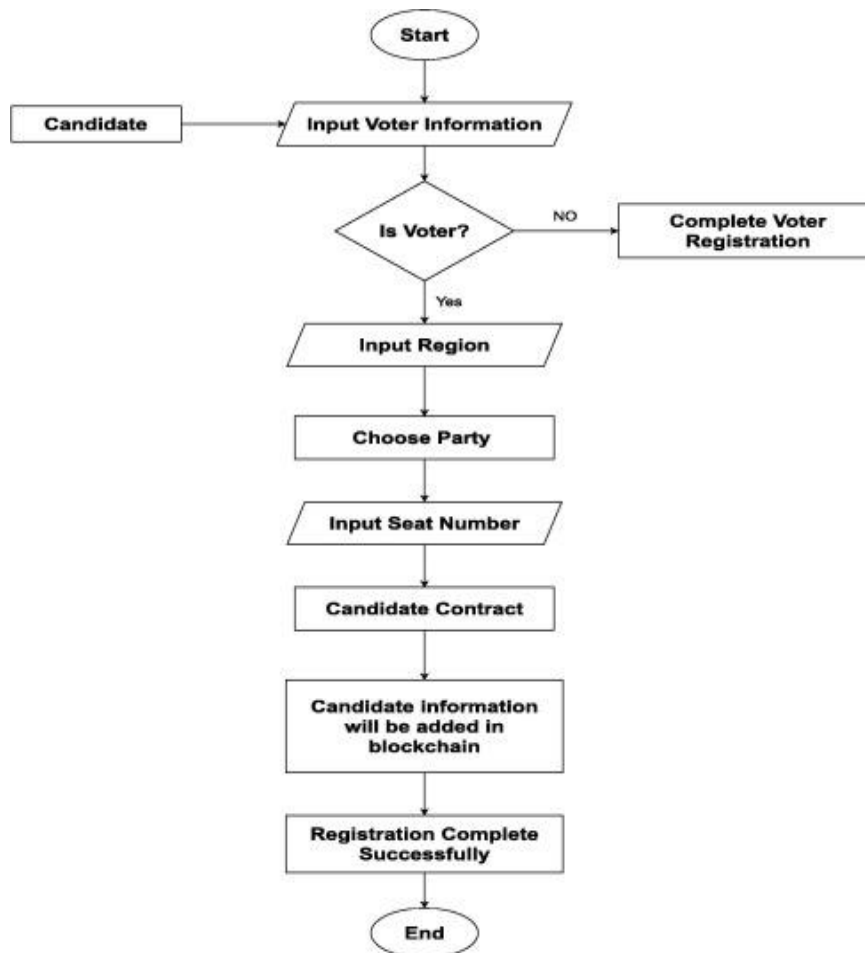 Start
Candidate
Input Voter Information
Is Voter?
NO
Complete Voter
Registration
Yes
Input Region
Choose Party
Input Seat Number
Candidate Contract
Candidate information
will be added in
blockchain
Registration Complete
Successfully
End